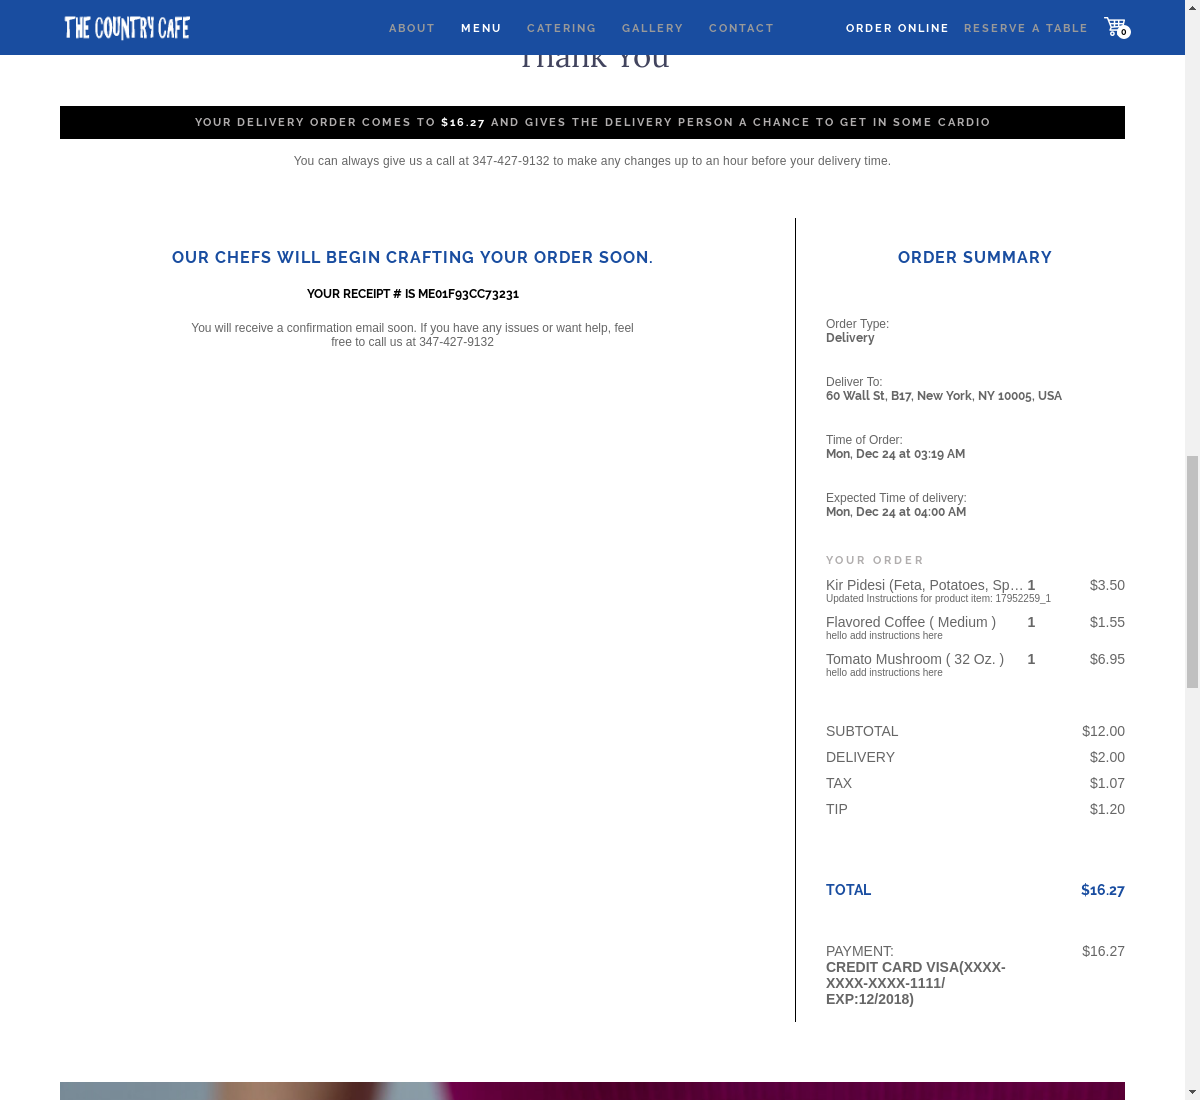 THE COUNTRY CAFE
ABOUT MENU CATERING GALLERY CONTACT ORDER ONLINE RESERVE A TABLE 0
Thank You
YOUR DELIVERY ORDER COMES TO $16.27 AND GIVES THE DELIVERY PERSON A CHANCE TO GET IN SOME CARDIO
You can always give us a call at 347-427-9132 to make any changes up to an hour before your delivery time.
OUR CHEFS WILL BEGIN CRAFTING YOUR ORDER SOON.
YOUR RECEIPT # IS ME01F93CC73231
You will receive a confirmation email soon. If you have any issues or want help, feel
free to call us at 347-427-9132
ORDER SUMMARY
Order Type:
Delivery
Deliver To:
60 Wall St, B17, New York, NY 10005, USA
Time of Order:
Mon, Dec 24 at 03:19 AM
Expected Time of delivery:
Mon, Dec 24 at 04:00 AM
YOUR ORDER
Kir Pidesi (Feta, Potatoes, Sp... 1 $3.50
Updated Instructions for product item: 17952259_1
Flavored Coffee ( Medium ) 1 $1.55
hello add instructions here
Tomato Mushroom ( 32 Oz. ) 1 $6.95
hello add instructions here
SUBTOTAL $12.00
DELIVERY $2.00
TAX $1.07
TIP $1.20
TOTAL $16.27
PAYMENT: $16.27
CREDIT CARD VISA(XXXX-
XXXX-XXXX-1111/
EXP:12/2018)